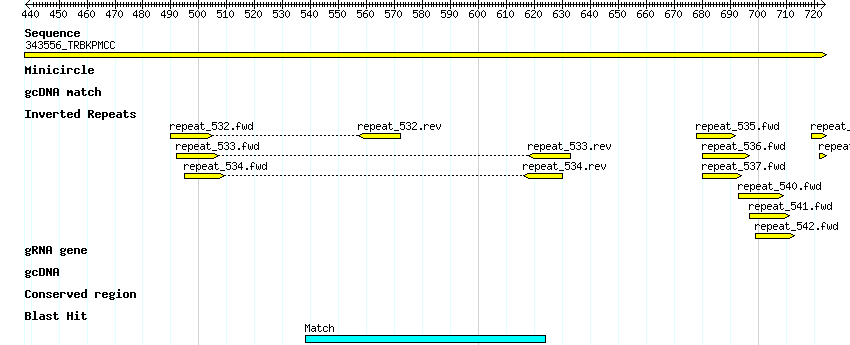 440 450 460 470 480 490 500 510 520 530 540 550 560 570 580 590 600 610 620 630 640 650 660 670 680 690 700 710 720
Sequence
343556_TRBKPMCC
Minicircle
gcDNA match
Inverted Repeats
repeat_532.fwd repeat_532.rev repeat_535.fwd repeat_
repeat_533.fwd repeat_533.rev repeat_536.fwd repeat
repeat_534.fwd repeat_534.rev repeat_537.fwd
repeat_540.fwd
repeat_541.fwd
repeat_542.fwd
gRNA gene
gcDNA
Conserved region
Blast Hit
Match